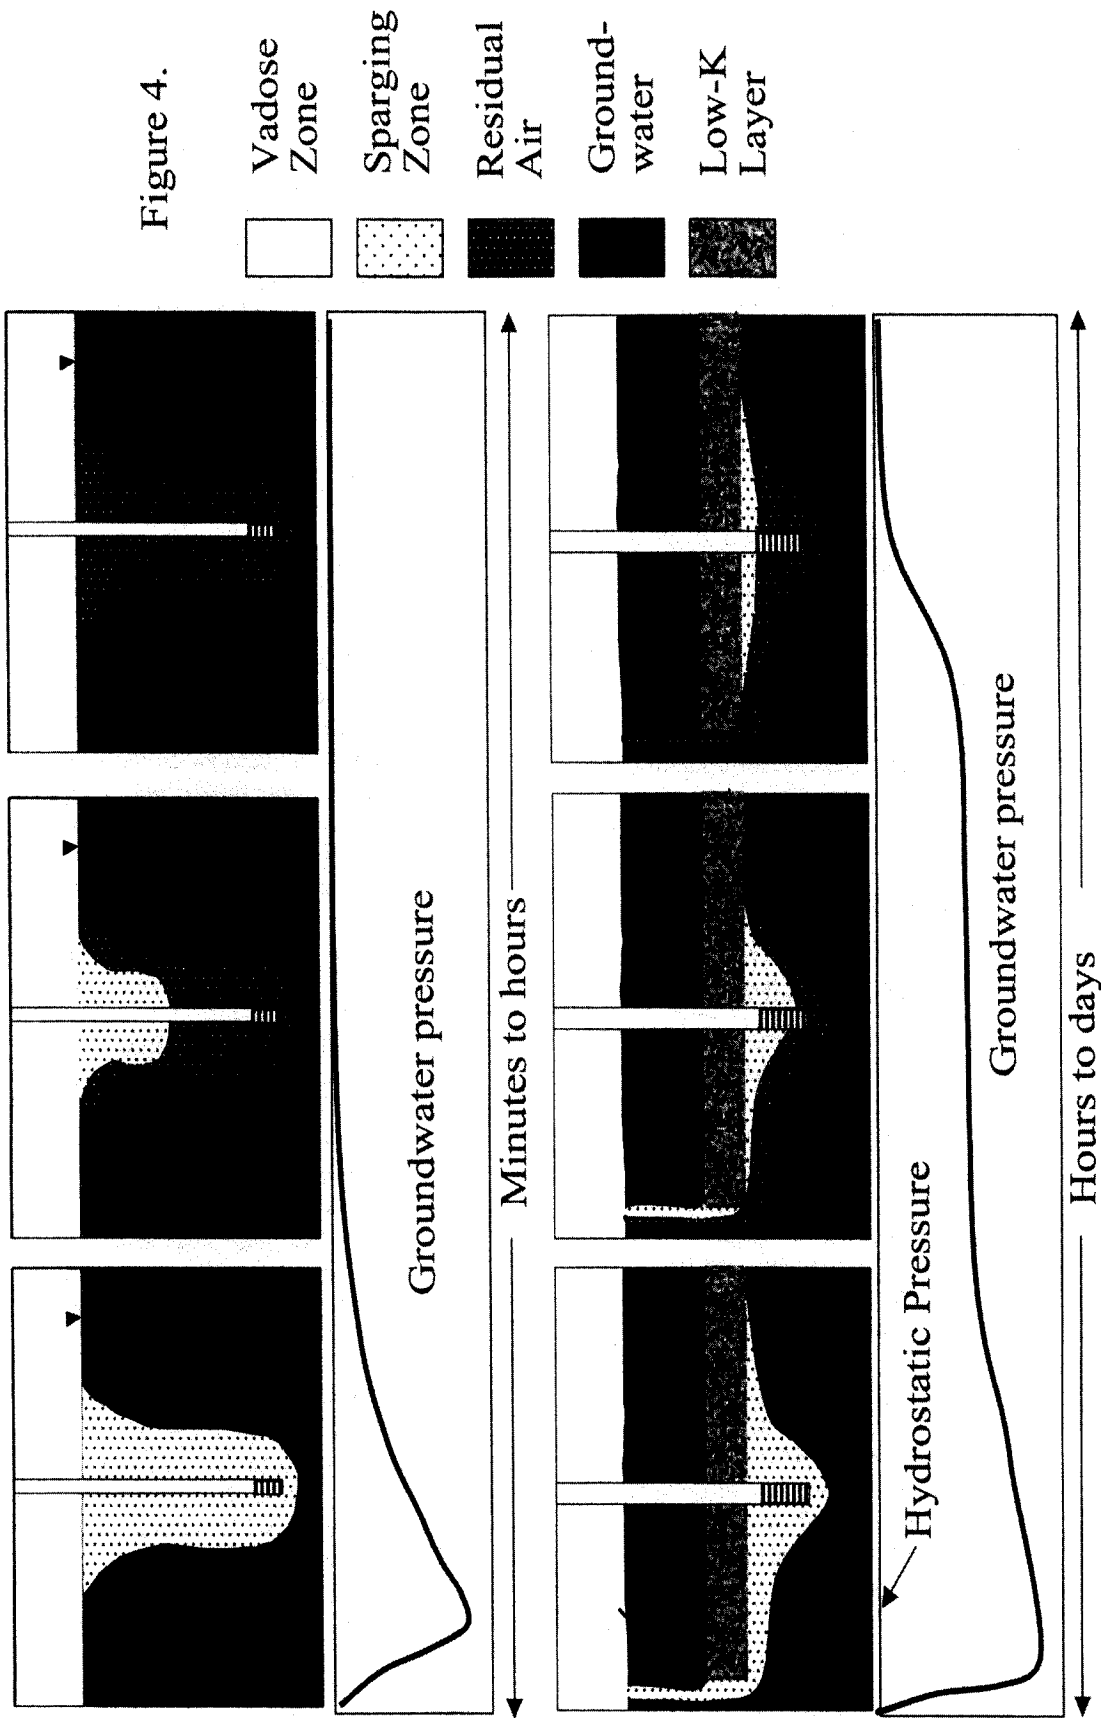 Figure 4.
Vadose
Zone
Sparging
Zone
Residual
Air
Ground-
water
Low-K
Layer
Groundwater pressure
Minutes to hours
Hydrostatic Pressure
Groundwater pressure
Hours to days